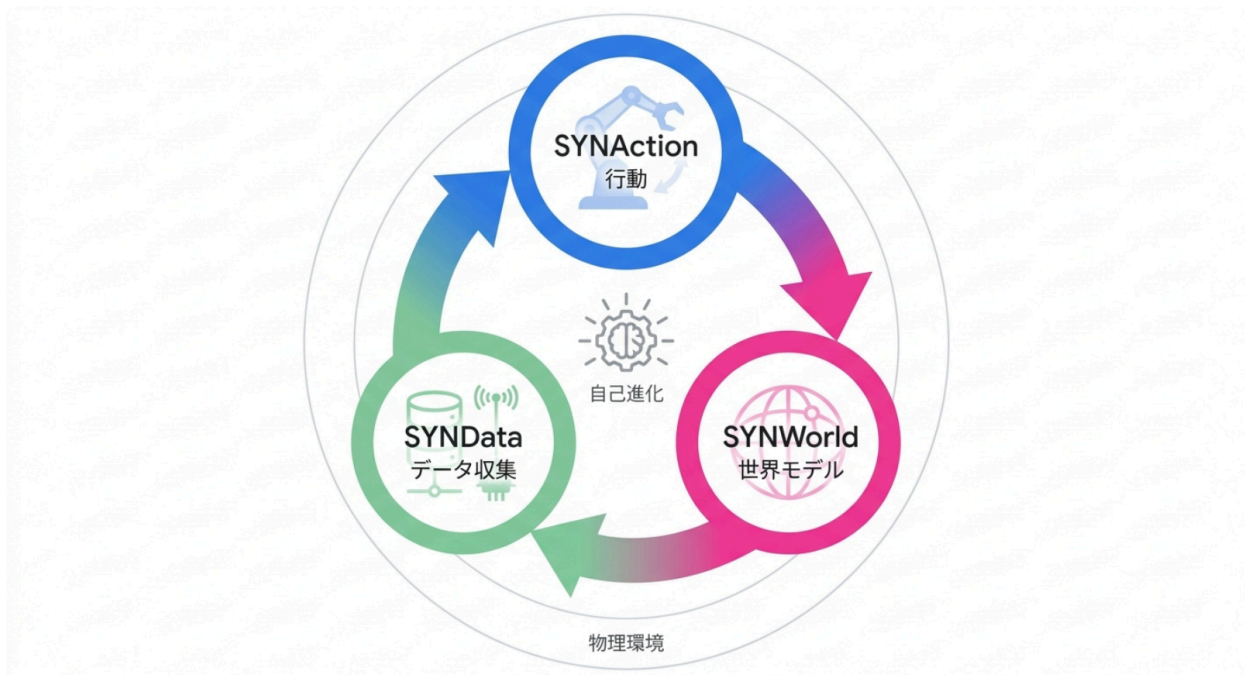 SYNAction
行動
自己進化
SYNData
データ収集
SYNWorld
世界モデル
物理環境